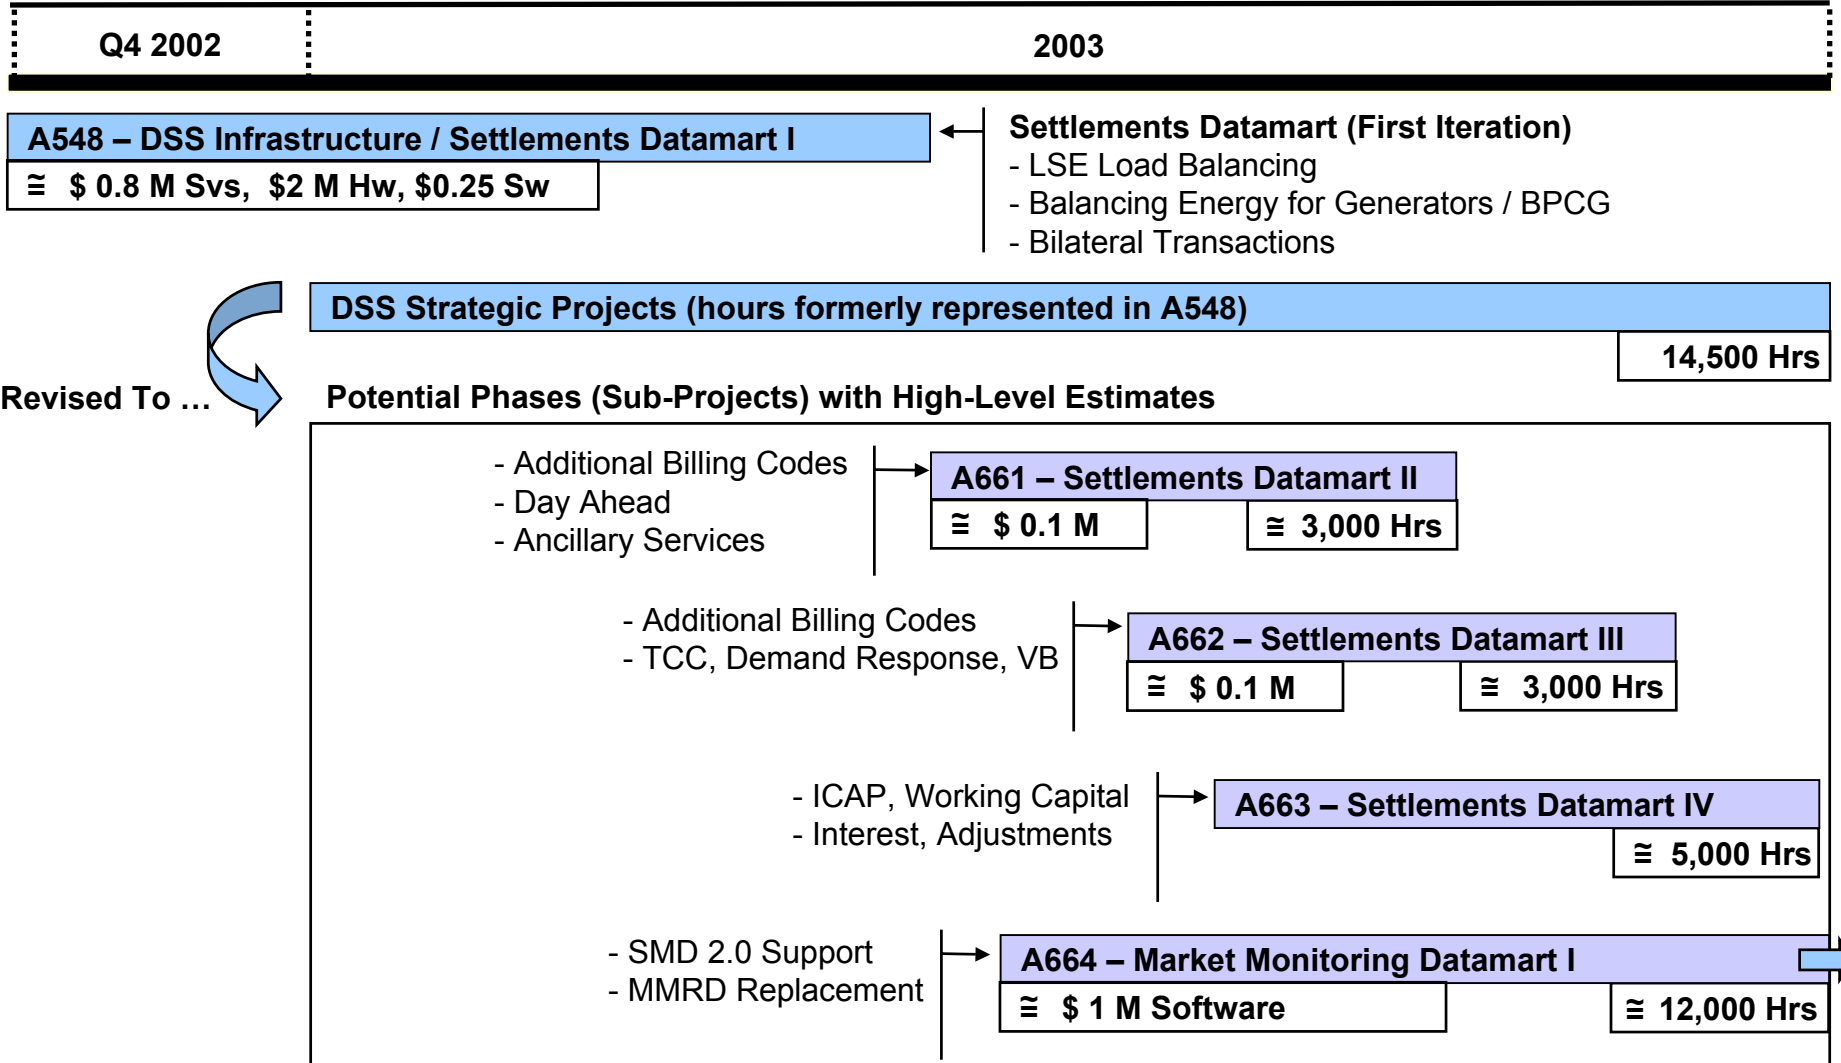 Q4 2002
2003
A548 – DSS Infrastructure / Settlements Datamart I
≅ $ 0.8 M Svs, $2 M Hw, $0.25 Sw
Settlements Datamart (First Iteration)
- LSE Load Balancing
- Balancing Energy for Generators / BPCG
- Bilateral Transactions
DSS Strategic Projects (hours formerly represented in A548)
14,500 Hrs
Revised To …
Potential Phases (Sub-Projects) with High-Level Estimates
- Additional Billing Codes
- Day Ahead
- Ancillary Services
A661 – Settlements Datamart II
≅ $ 0.1 M
≅ 3,000 Hrs
- Additional Billing Codes
- TCC, Demand Response, VB
A662 – Settlements Datamart III
≅ $ 0.1 M
≅ 3,000 Hrs
- ICAP, Working Capital
- Interest, Adjustments
A663 – Settlements Datamart IV
≅ 5,000 Hrs
- SMD 2.0 Support
- MMRD Replacement
A664 – Market Monitoring Datamart I
≅ $ 1 M Software
≅ 12,000 Hrs